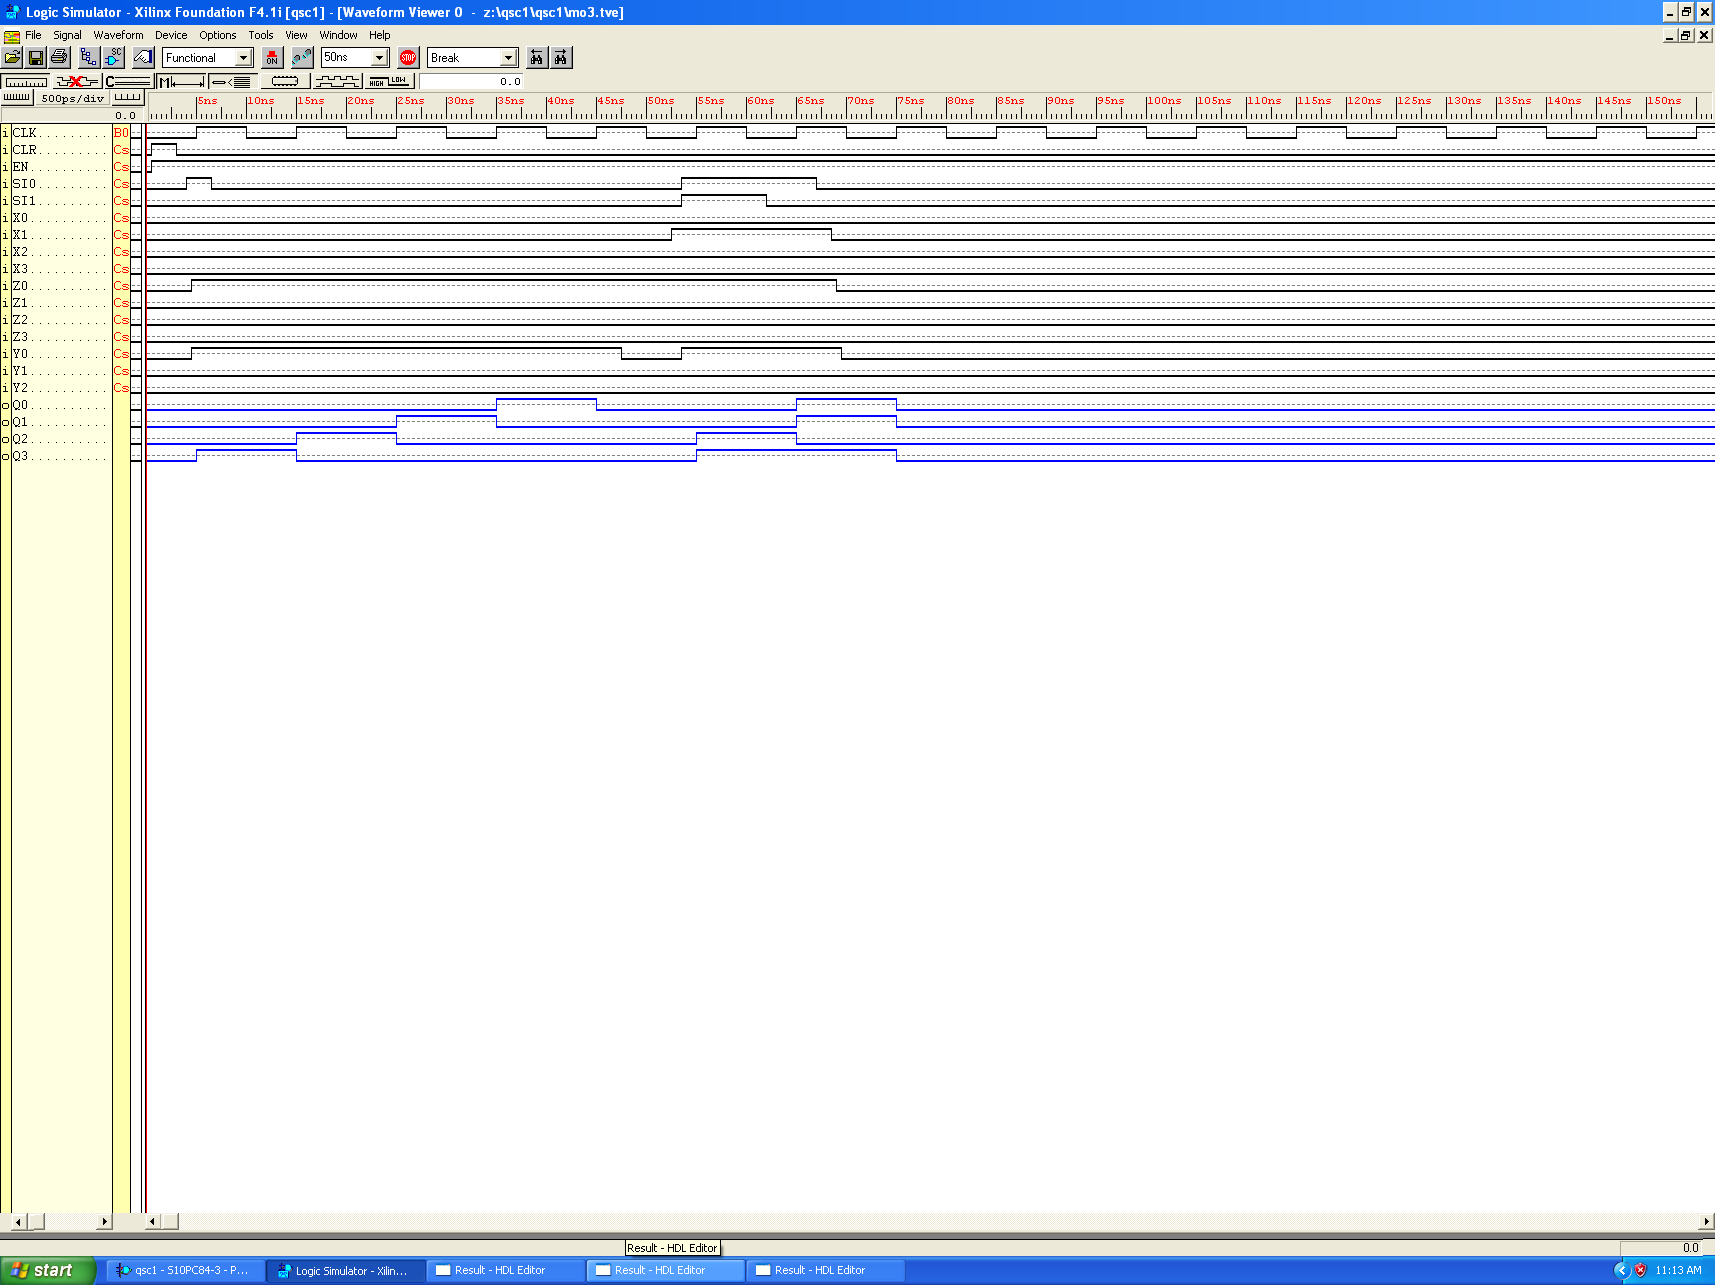 Logic Simulator - Xilinx Foundation F4.1i [qsc1] - [Waveform Viewer 0 - z:\qsc1\qsc1\mo3.tve]
File Signal Waveform Device Options Tools View Window Help
SC Functional ON 50ns STOP Break
C M HIGH LOW 0.0
500ps/div 5ns 10ns 15ns 20ns 25ns 30ns 35ns 40ns 45ns 50ns 55ns 60ns 65ns 70ns 75ns 80ns 85ns 90ns 95ns 100ns 105ns 110ns 115ns 120ns 125ns 130ns 135ns 140ns 145ns 150ns
0.0
i CLK.......... B0
i CLR.......... Cs
i EN........... Cs
i SI0.......... Cs
i SI1.......... Cs
i X0........... Cs
i X1........... Cs
i X2........... Cs
i X3........... Cs
i Z0........... Cs
i Z1........... Cs
i Z2........... Cs
i Z3........... Cs
i Y0........... Cs
i Y1........... Cs
i Y2........... Cs
o Q0...........
o Q1...........
o Q2...........
o Q3...........
Result - HDL Editor 0.0
start qsc1 - S10PC84-3 - P... Logic Simulator - Xilin... Result - HDL Editor Result - HDL Editor Result - HDL Editor 11:13 AM